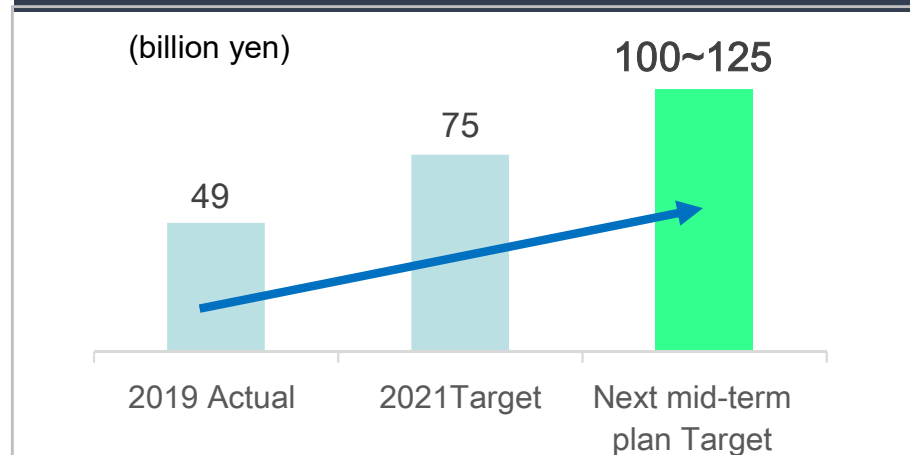 (billion yen)
100~125
75
49
2019 Actual
2021Target
Next mid-term
plan Target